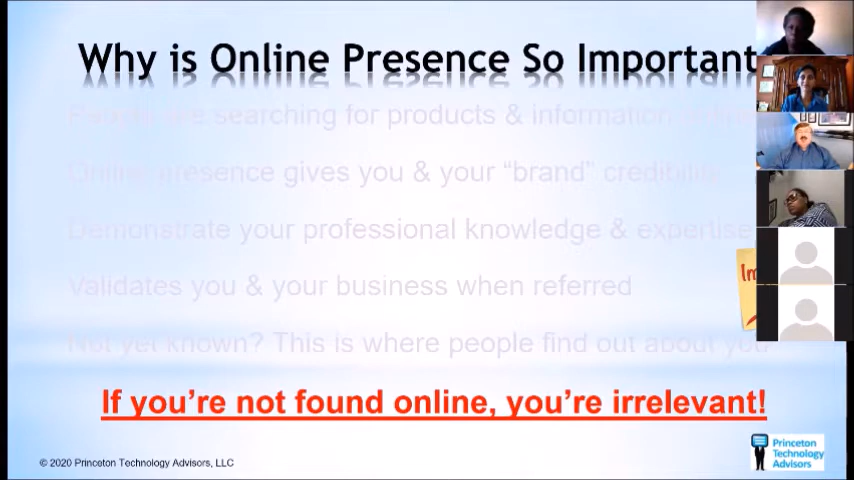 Why is Online Presence So Important
are searching for products & information
Online presence gives you & your “brand” credibility
Demonstrate your professional knowledge & expertise
Validates you & your business when referred
Not yet known? This is where people find out about you
If you’re not found online, you’re irrelevant!
© 2020 Princeton Technology Advisors, LLC
Princeton
Technology
Advisors